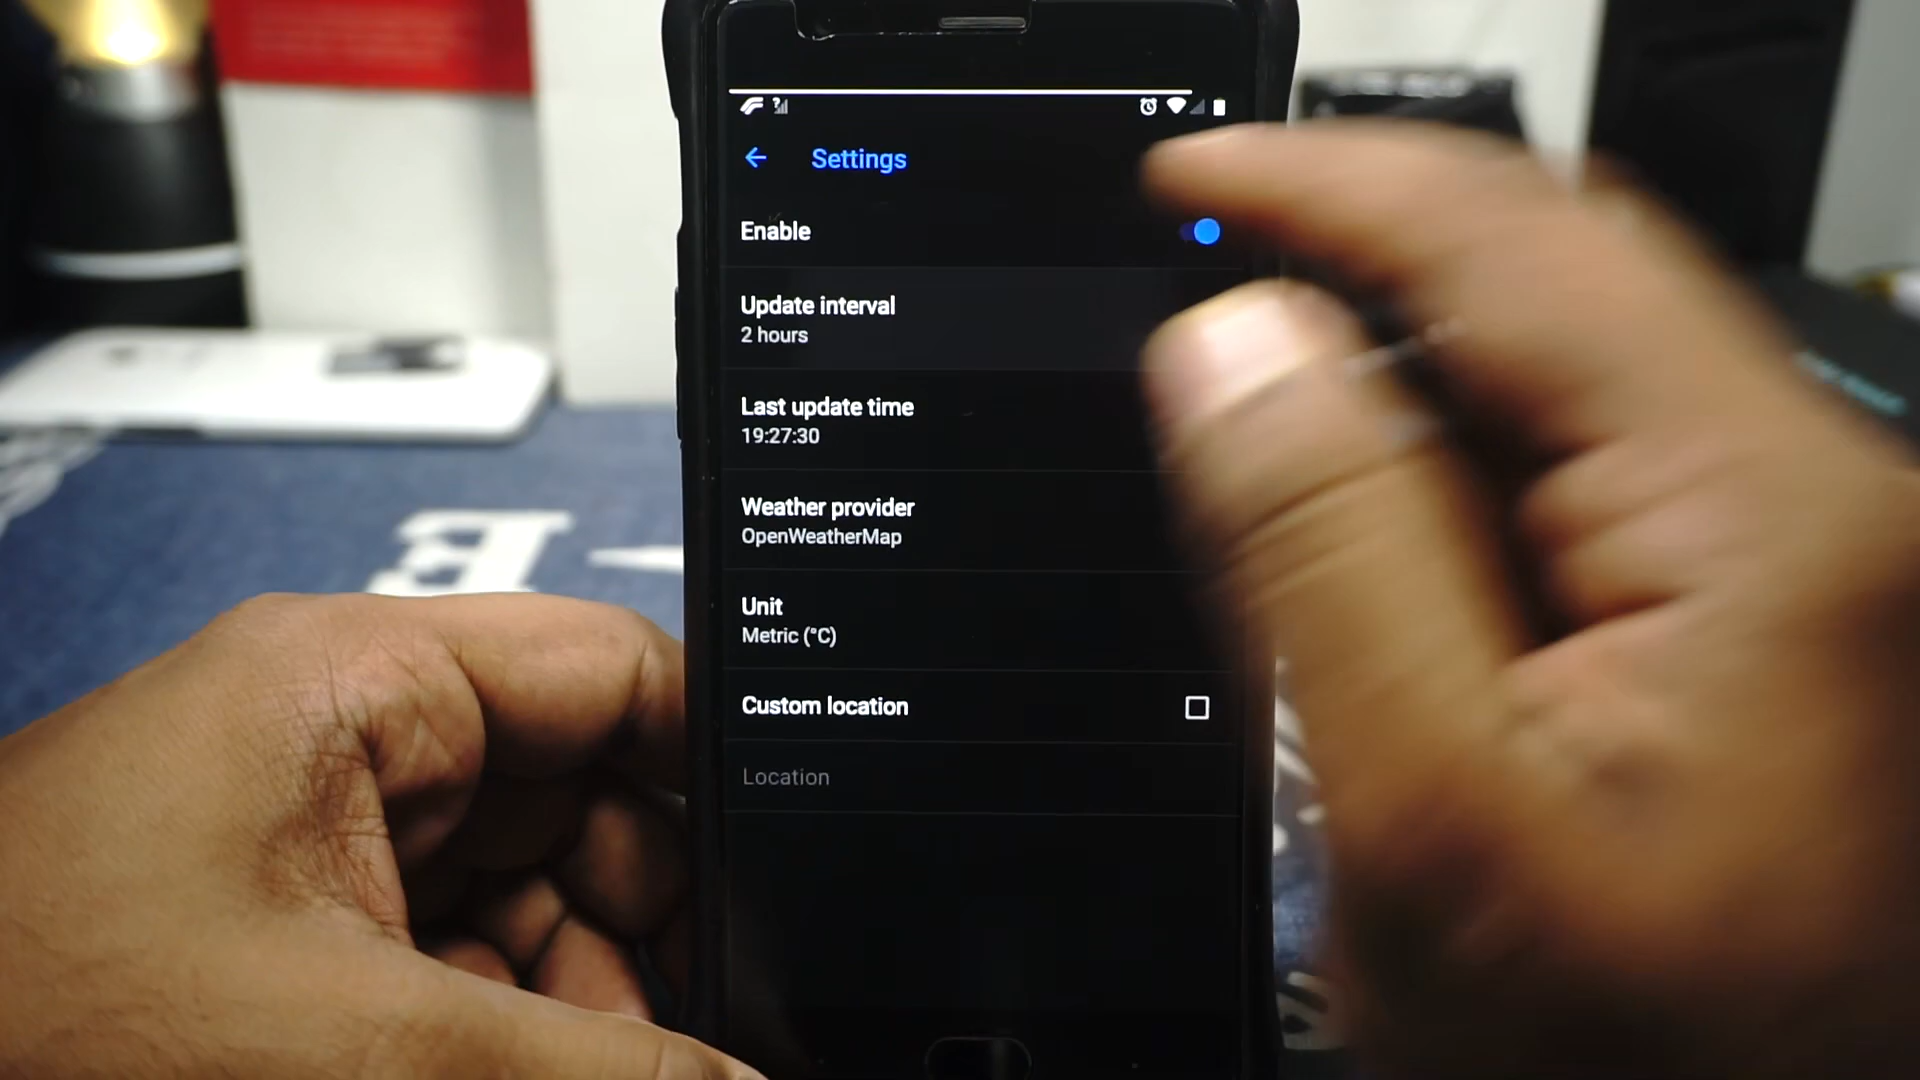 Settings
Enable
Update interval
2 hours
Last update time
19:27:30
Weather provider
OpenWeatherMap
Unit
Metric (°C)
Custom location
Location
E